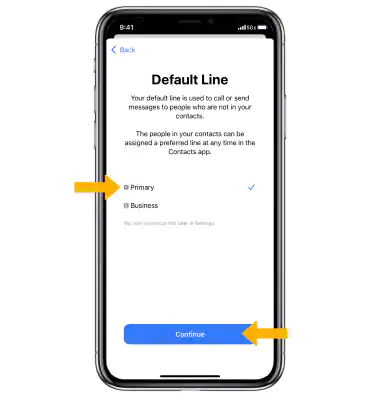 9:41
5G
Back
Default Line
Your default line is used to call or send
messages to people who are not in your
contacts.
The people in your contacts can be
assigned a preferred line at any time in the
Contacts app.
P Primary
B Business
You can customize this later in Settings.
Continue